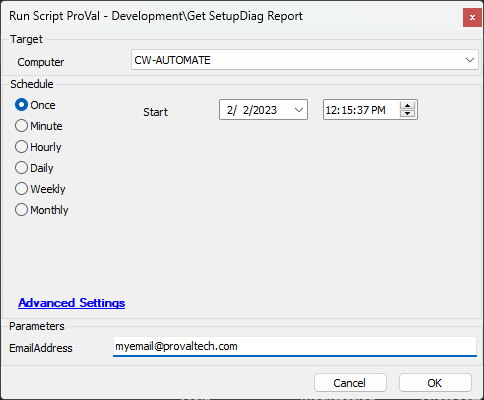 Run Script ProVal - Development\Get SetupDiag Report
Target
Computer CW-AUTOMATE
Schedule
Once Start 2/ 2/2023 12:15:37 PM
Minute
Hourly
Daily
Weekly
Monthly
Advanced Settings
Parameters
EmailAddress myemail@provaltech.com
Cancel OK